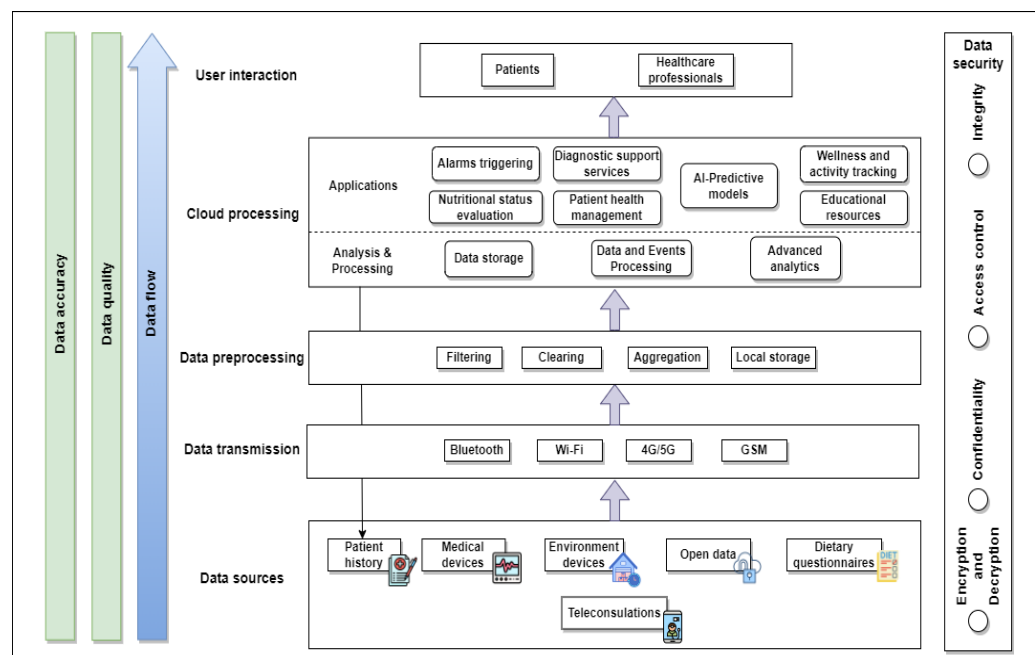 Data accuracy
Data quality
Data flow
User interaction
Patients
Healthcare
professionals
Cloud processing
Applications
Alarms triggering
Diagnostic support
services
AI-Predictive
models
Wellness and
activity tracking
Nutritional status
evaluation
Patient health
management
Educational
resources
Analysis &
Processing
Data storage
Data and Events
Processing
Advanced
analytics
Data preprocessing
Filtering
Clearing
Aggregation
Local storage
Data transmission
Bluetooth
Wi-Fi
4G/5G
GSM
Data sources
Patient
history
Medical
devices
Environment
devices
Open data
Dietary
questionnaires
DIET
Teleconsulations
Data
security
Integrity
Access control
Confidentiality
Encryption
and
Decryption